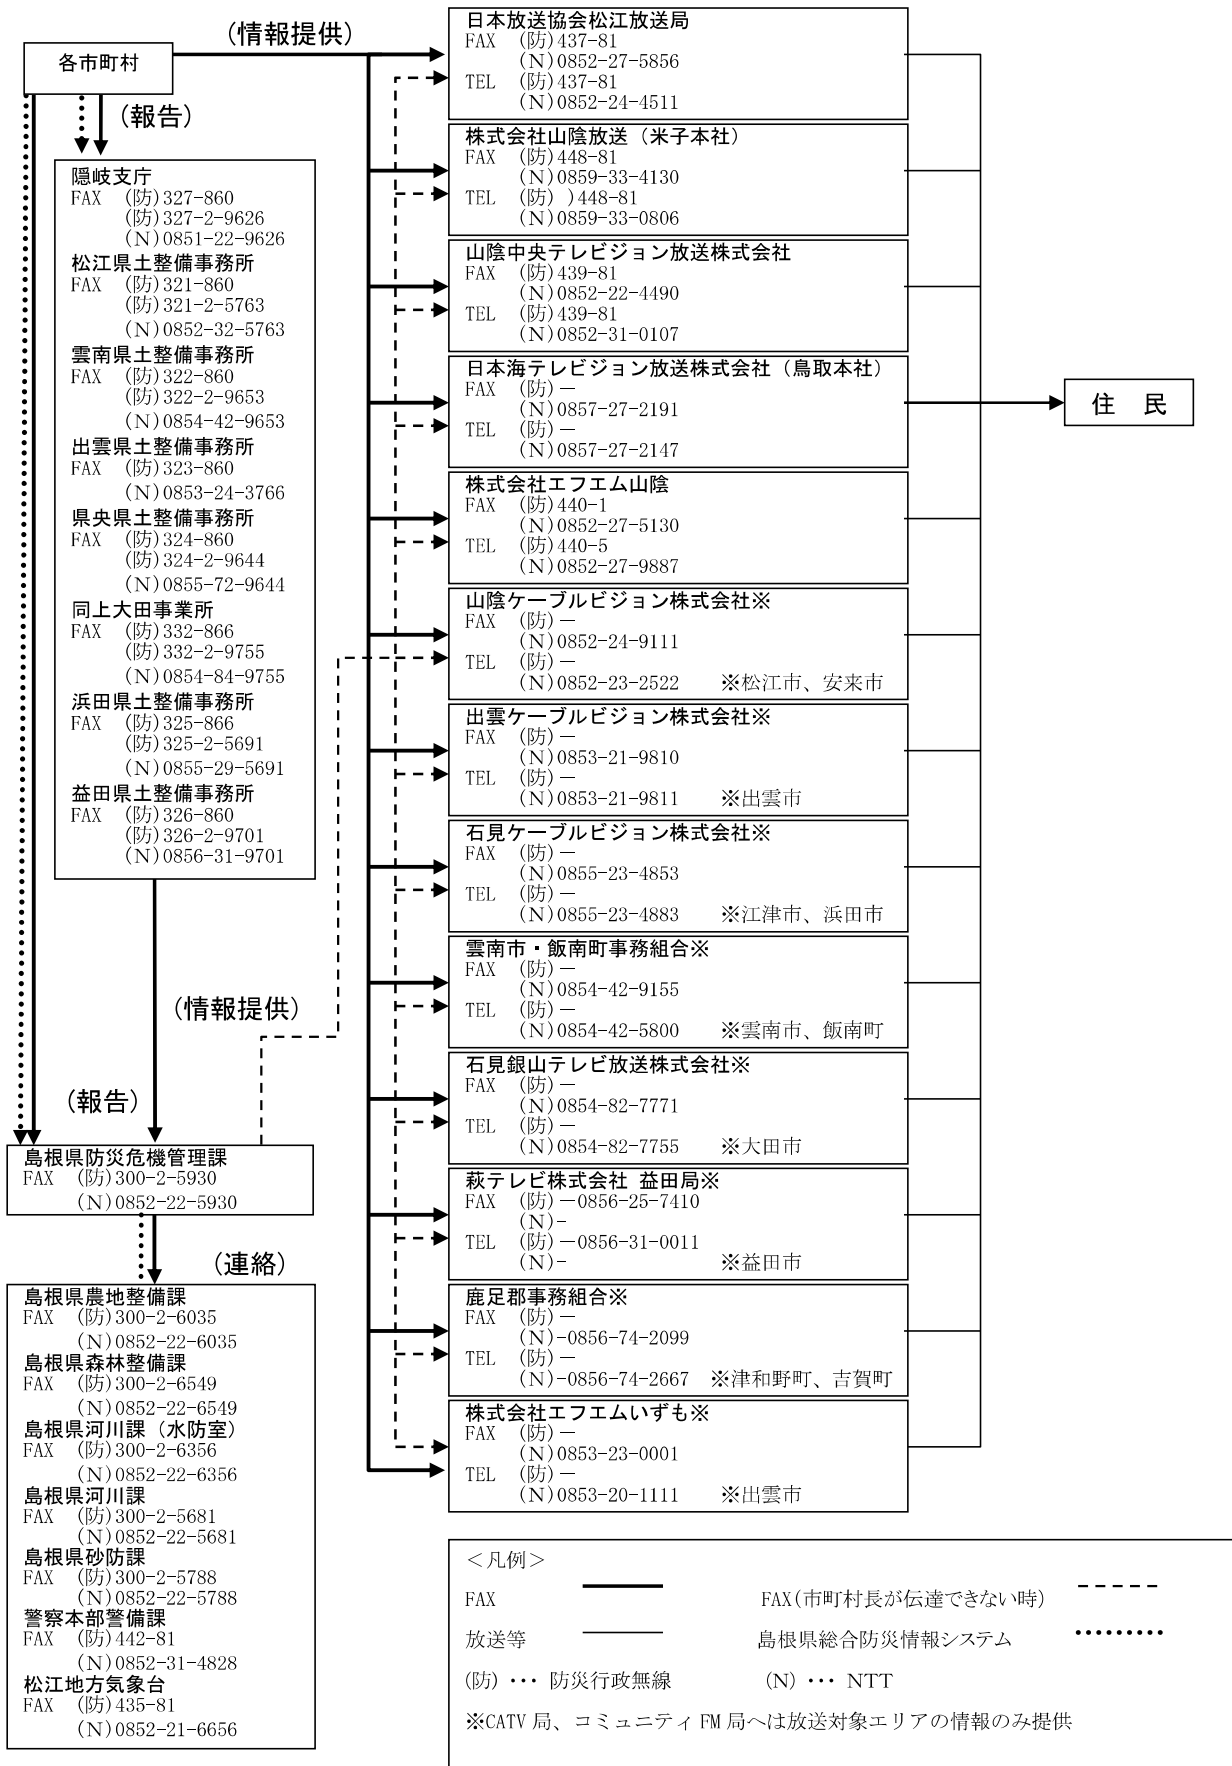 各市町村
(報告)
隠岐支庁
FAX (防)327-860
(防)327-2-9626
(N)0851-22-9626
松江県土整備事務所
FAX (防)321-860
(防)321-2-5763
(N)0852-32-5763
雲南県土整備事務所
FAX (防)322-860
(防)322-2-9653
(N)0854-42-9653
出雲県土整備事務所
FAX (防)323-860
(N)0853-24-3766
県央県土整備事務所
FAX (防)324-860
(防)324-2-9644
(N)0855-72-9644
同上大田事業所
FAX (防)332-866
(防)332-2-9755
(N)0854-84-9755
浜田県土整備事務所
FAX (防)325-866
(防)325-2-5691
(N)0855-29-5691
益田県土整備事務所
FAX (防)326-860
(防)326-2-9701
(N)0856-31-9701
(情報提供)
(報告)
島根県防災危機管理課
FAX (防)300-2-5930
(N)0852-22-5930
(連絡)
島根県農地整備課
FAX (防)300-2-6035
(N)0852-22-6035
島根県森林整備課
FAX (防)300-2-6549
(N)0852-22-6549
島根県河川課(水防室)
FAX (防)300-2-6356
(N)0852-22-6356
島根県河川課
FAX (防)300-2-5681
(N)0852-22-5681
島根県砂防課
FAX (防)300-2-5788
(N)0852-22-5788
警察本部警備課
FAX (防)442-81
(N)0852-31-4828
松江地方気象台
FAX (防)435-81
(N)0852-21-6656
(情報提供)
日本放送協会松江放送局
FAX (防)437-81
(N)0852-27-5856
TEL (防)437-81
(N)0852-24-4511
株式会社山陰放送(米子本社)
FAX (防)448-81
(N)0859-33-4130
TEL (防) )448-81
(N)0859-33-0806
山陰中央テレビジョン放送株式会社
FAX (防)439-81
(N)0852-22-4490
TEL (防)439-81
(N)0852-31-0107
日本海テレビジョン放送株式会社(鳥取本社)
FAX (防)－
(N)0857-27-2191
TEL (防)－
(N)0857-27-2147
株式会社エフエム山陰
FAX (防)440-1
(N)0852-27-5130
TEL (防)440-5
(N)0852-27-9887
山陰ケーブルビジョン株式会社※
FAX (防)－
(N)0852-24-9111
TEL (防)－
(N)0852-23-2522 ※松江市、安来市
出雲ケーブルビジョン株式会社※
FAX (防)－
(N)0853-21-9810
TEL (防)－
(N)0853-21-9811 ※出雲市
石見ケーブルビジョン株式会社※
FAX (防)－
(N)0855-23-4853
TEL (防)－
(N)0855-23-4883 ※江津市、浜田市
雲南市・飯南町事務組合※
FAX (防)－
(N)0854-42-9155
TEL (防)－
(N)0854-42-5800 ※雲南市、飯南町
石見銀山テレビ放送株式会社※
FAX (防)－
(N)0854-82-7771
TEL (防)－
(N)0854-82-7755 ※大田市
萩テレビ株式会社 益田局※
FAX (防)－0856-25-7410
(N)-
TEL (防)－0856-31-0011
(N)- ※益田市
鹿足郡事務組合※
FAX (防)－
(N)-0856-74-2099
TEL (防)－
(N)-0856-74-2667 ※津和野町、吉賀町
株式会社エフエムいずも※
FAX (防)－
(N)0853-23-0001
TEL (防)－
(N)0853-20-1111 ※出雲市
住 民
＜凡例＞
FAX FAX(市町村長が伝達できない時)
放送等 島根県総合防災情報システム
(防)･･･ 防災行政無線 (N)･･･ NTT
※CATV局、コミュニティFM局へは放送対象エリアの情報のみ提供